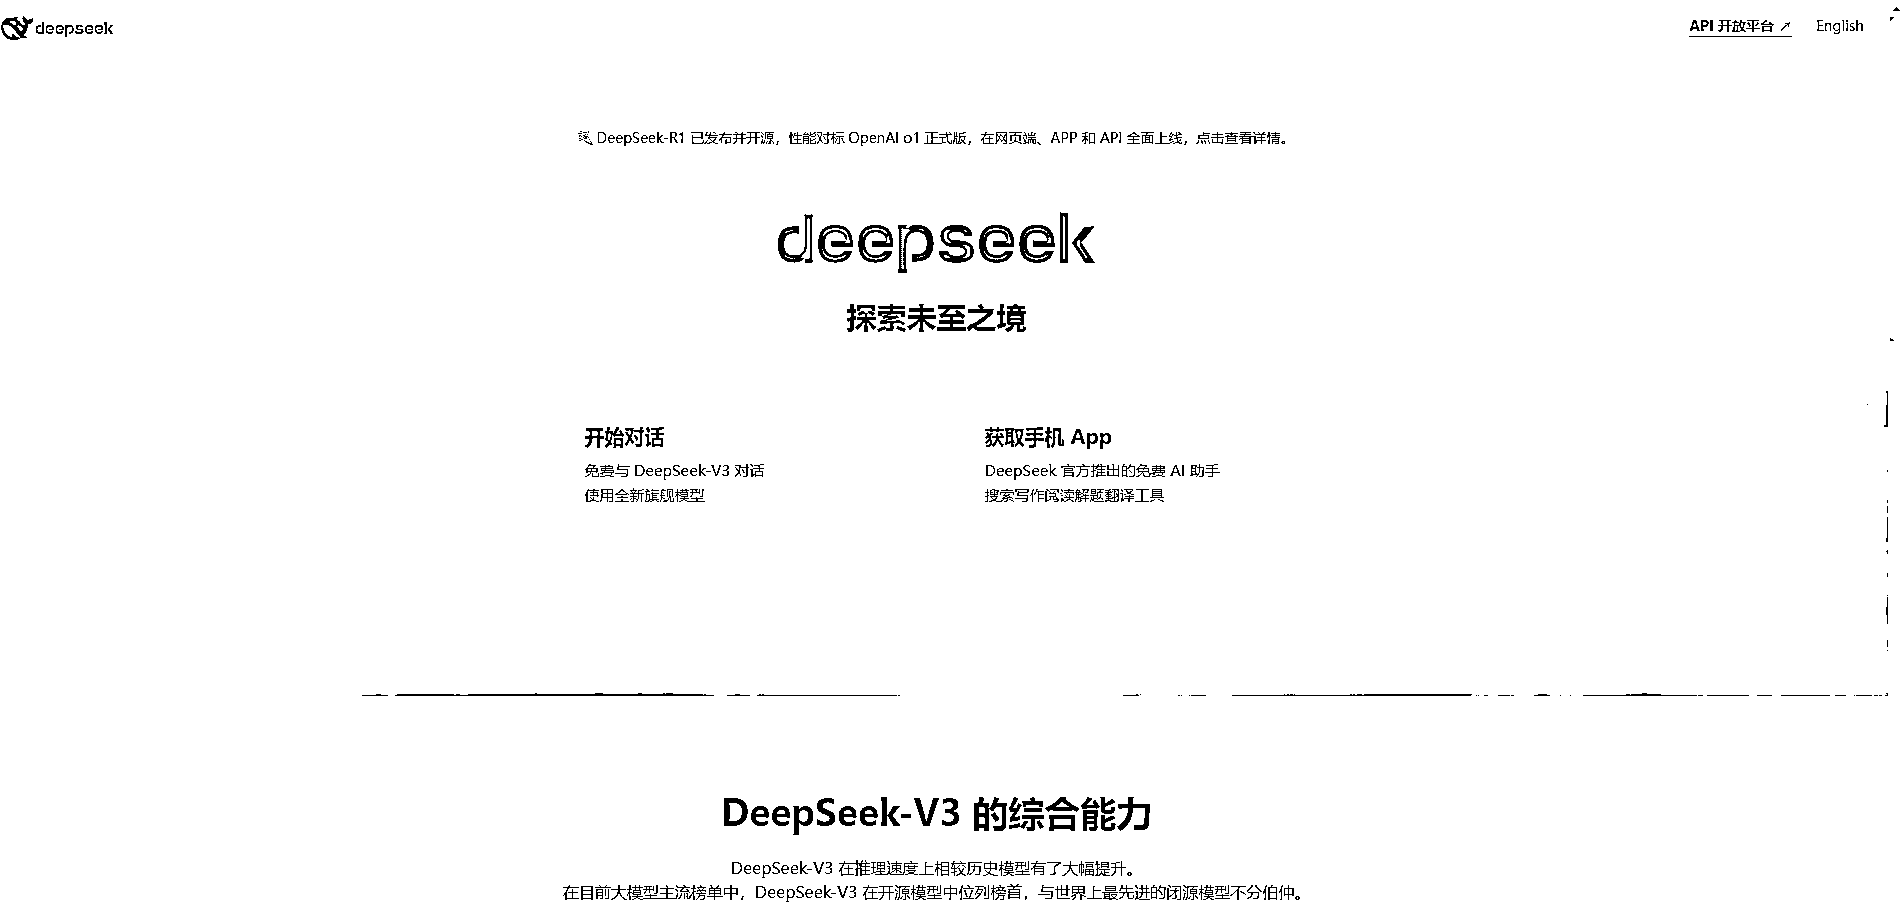 deepseek
API 开放平台 ↗
English
DeepSeek-R1 已发布并开源，性能对标 OpenAI o1 正式版，在网页端、APP 和 API 全面上线，点击查看详情。
deepseek
探索未至之境
开始对话
免费与 DeepSeek-V3 对话
使用全新旗舰模型
获取手机 App
DeepSeek 官方推出的免费 AI 助手
搜索写作阅读解题翻译工具
DeepSeek-V3 的综合能力
DeepSeek-V3 在推理速度上相较历史模型有了大幅提升。
在目前大模型主流榜单中，DeepSeek-V3 在开源模型中位列榜首，与世界上最先进的闭源模型不分伯仲。